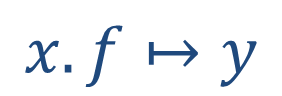 x. f ↦ y